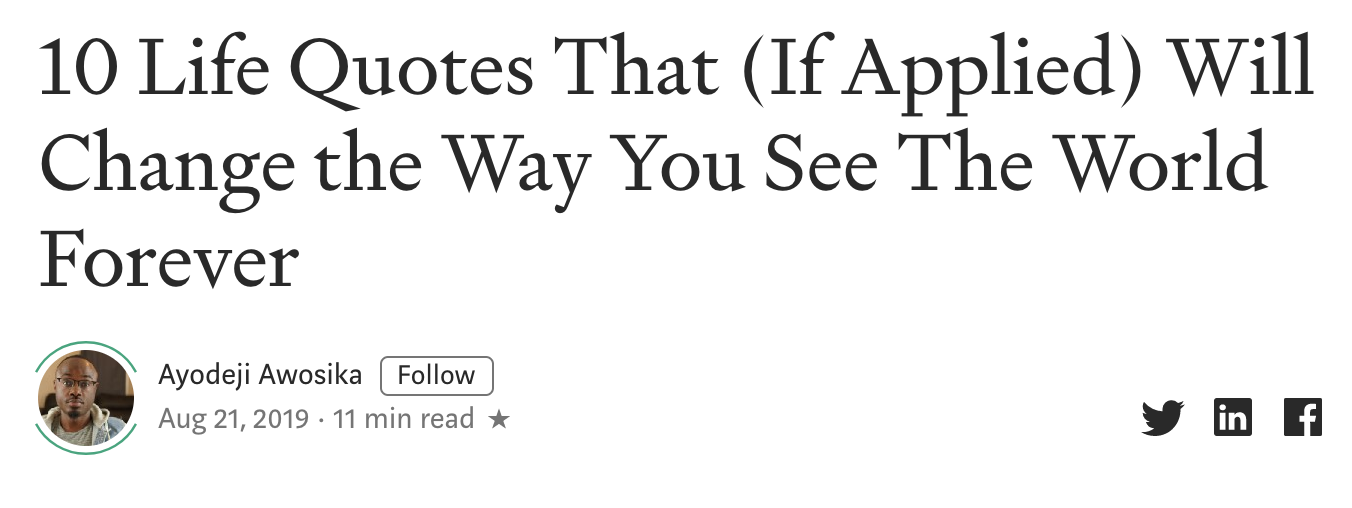 10 Life Quotes That (If Applied) Will
Change the Way You See The World
Forever
Ayodeji Awosika Follow
Aug 21, 2019 · 11 min read ★